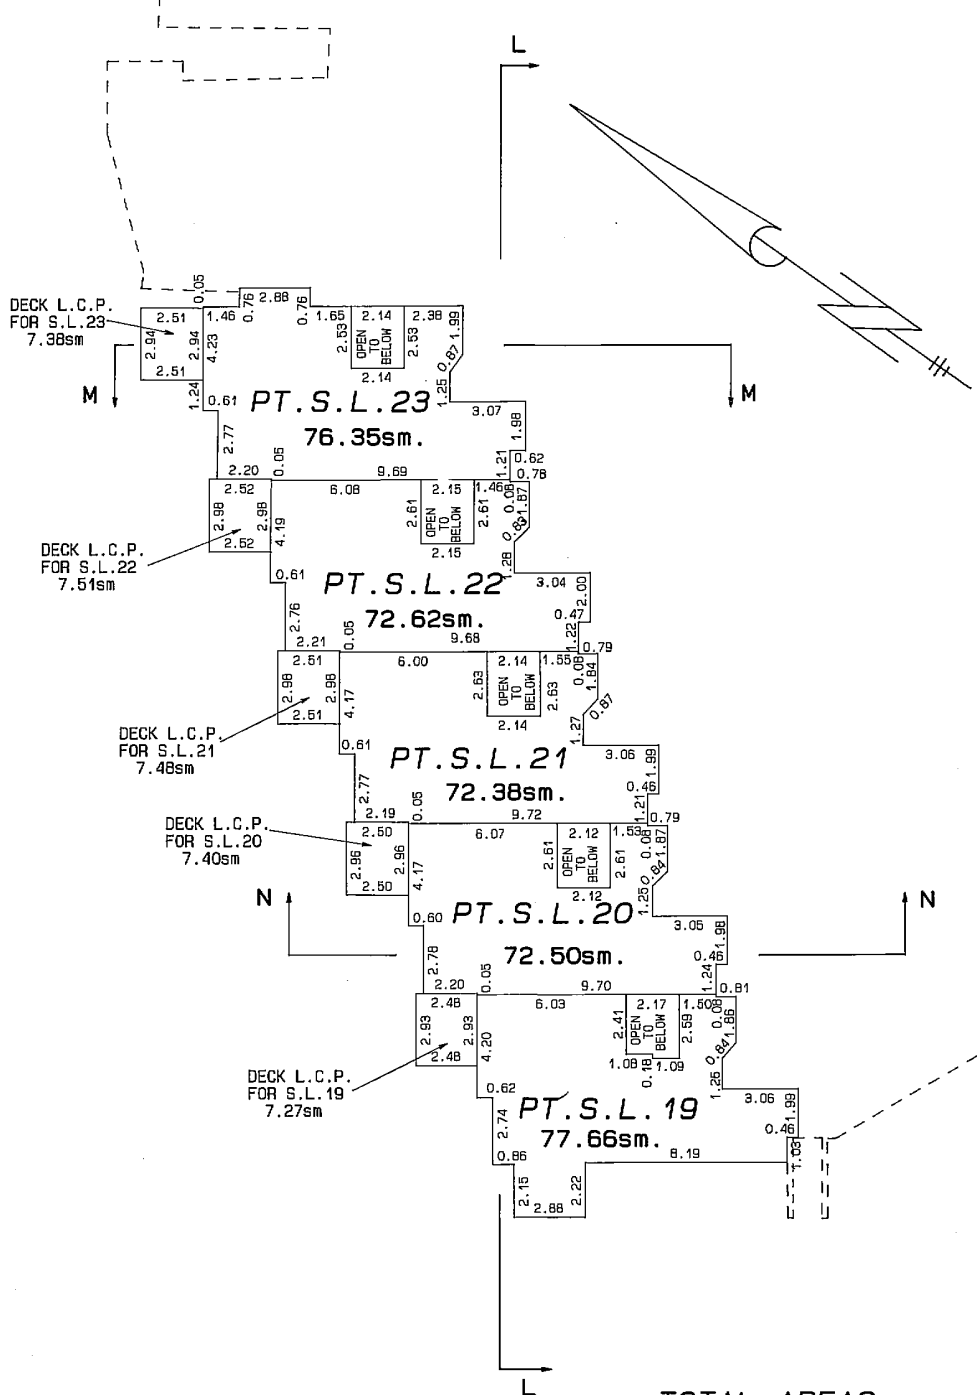 L
DECK L.C.P.
FOR S.L.23
7.38sm
0.05
2.88
0.76
0.76
2.51
1.46
1.65
2.14
2.38
2.94
2.94
4.23
2.53
OPEN
TO
BELOW
2.53
1.99
2.51
2.14
0.87
M
M
1.24
0.61
1.25
PT.S.L.23
3.07
76.35sm.
1.98
2.77
0.62
1.21
2.20
0.05
9.69
0.78
2.52
6.08
2.15
1.46
0.08
2.98
2.98
4.19
2.61
OPEN
TO
BELOW
2.61
1.87
0.83
2.52
2.15
DECK L.C.P.
FOR S.L.22
7.51sm
0.61
1.28
PT.S.L.22
3.04
72.62sm.
2.00
2.76
0.47
1.22
2.21
0.05
9.68
0.79
2.51
6.00
2.14
1.55
0.08
2.98
2.98
4.17
2.63
OPEN
TO
BELOW
2.63
1.84
0.87
2.51
2.14
DECK L.C.P.
FOR S.L.21
7.48sm
0.61
1.27
PT.S.L.21
3.06
72.38sm.
1.99
2.77
0.46
1.21
2.19
0.05
9.72
0.79
DECK L.C.P.
FOR S.L.20
7.40sm
2.50
6.07
2.12
1.53
0.08
2.96
2.96
4.17
2.61
OPEN
TO
BELOW
2.61
1.87
0.84
2.50
2.12
N
N
0.60
1.25
PT.S.L.20
3.05
72.50sm.
1.98
2.78
0.46
1.24
2.20
0.05
9.70
0.81
2.48
6.03
2.17
1.50
0.08
2.93
2.93
4.20
2.41
OPEN
TO
BELOW
2.59
1.86
0.84
2.48
1.08
0.18
1.09
DECK L.C.P.
FOR S.L.19
7.27sm
0.62
1.26
PT.S.L.19
3.06
77.66sm.
1.99
2.74
0.46
1.03
0.86
8.19
2.15
2.22
2.88
L
TOTAL AREAS